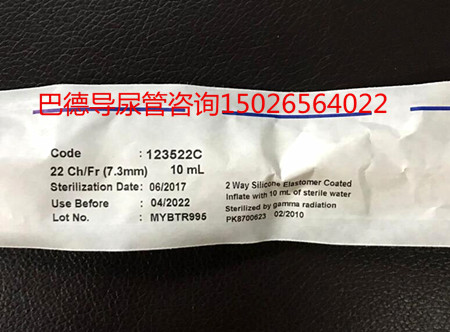 巴德导尿管咨询15026564022
Code : 123522C
22 Ch/Fr (7.3mm) 10 mL
Sterilization Date: 06/2017
Use Before : 04/2022
Lot No. : MYBTR995
2 Way Silicone Elastomer Coated
Inflate with 10 mL of sterile water
Sterilized by gamma radiation
PK8700623 02/2010